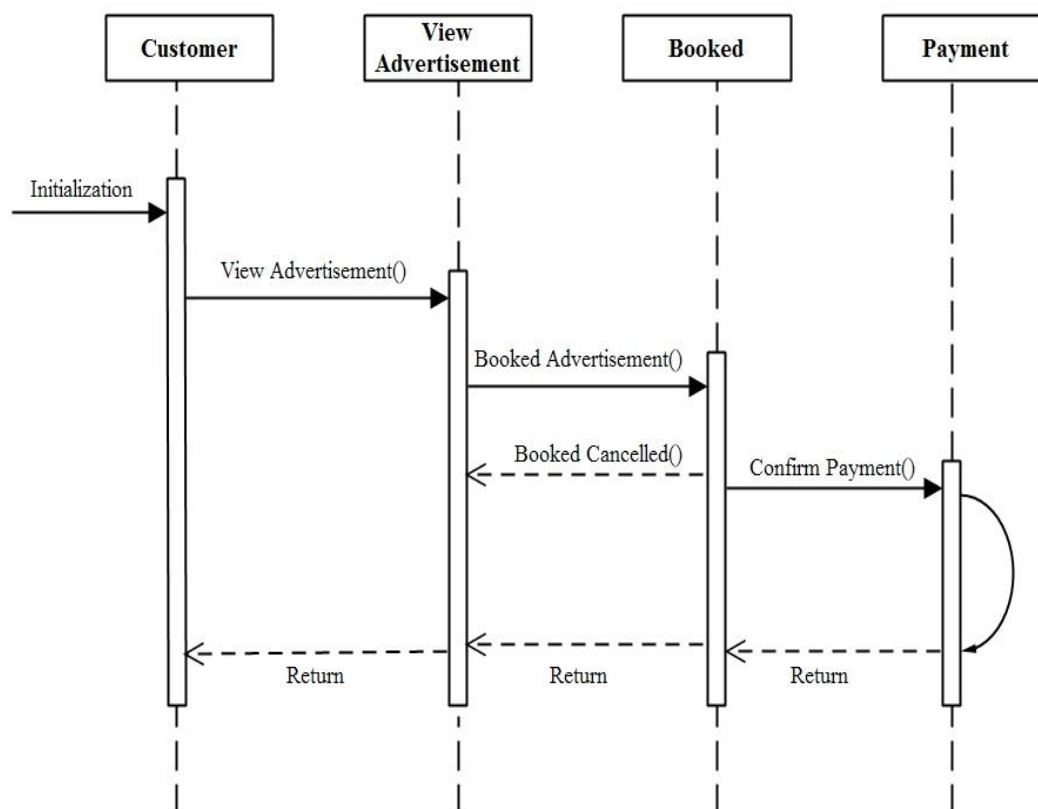 Customer
View
Advertisement
Booked
Payment
Initialization
View Advertisement()
Booked Advertisement()
Booked Cancelled()
Confirm Payment()
Return
Return
Return